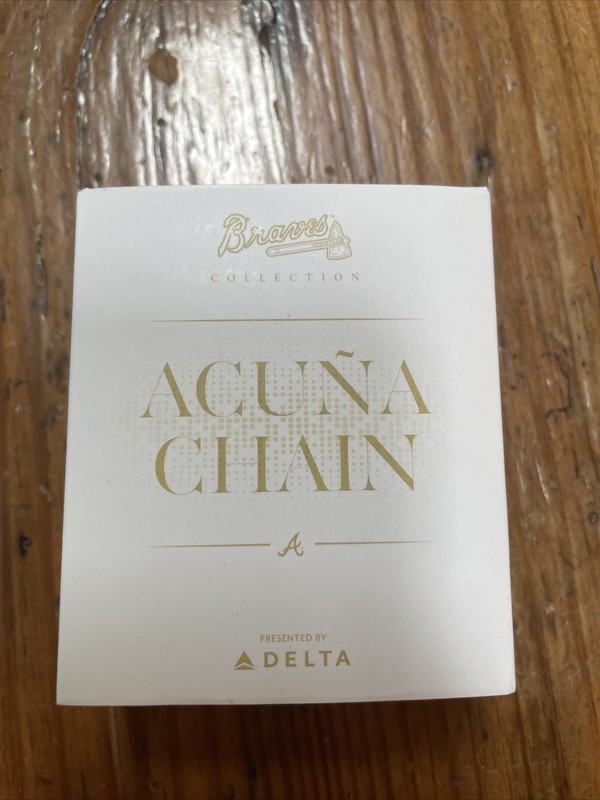 Braves
COLLECTION
ACUÑA
CHAIN
A
PRESENTED BY
DELTA